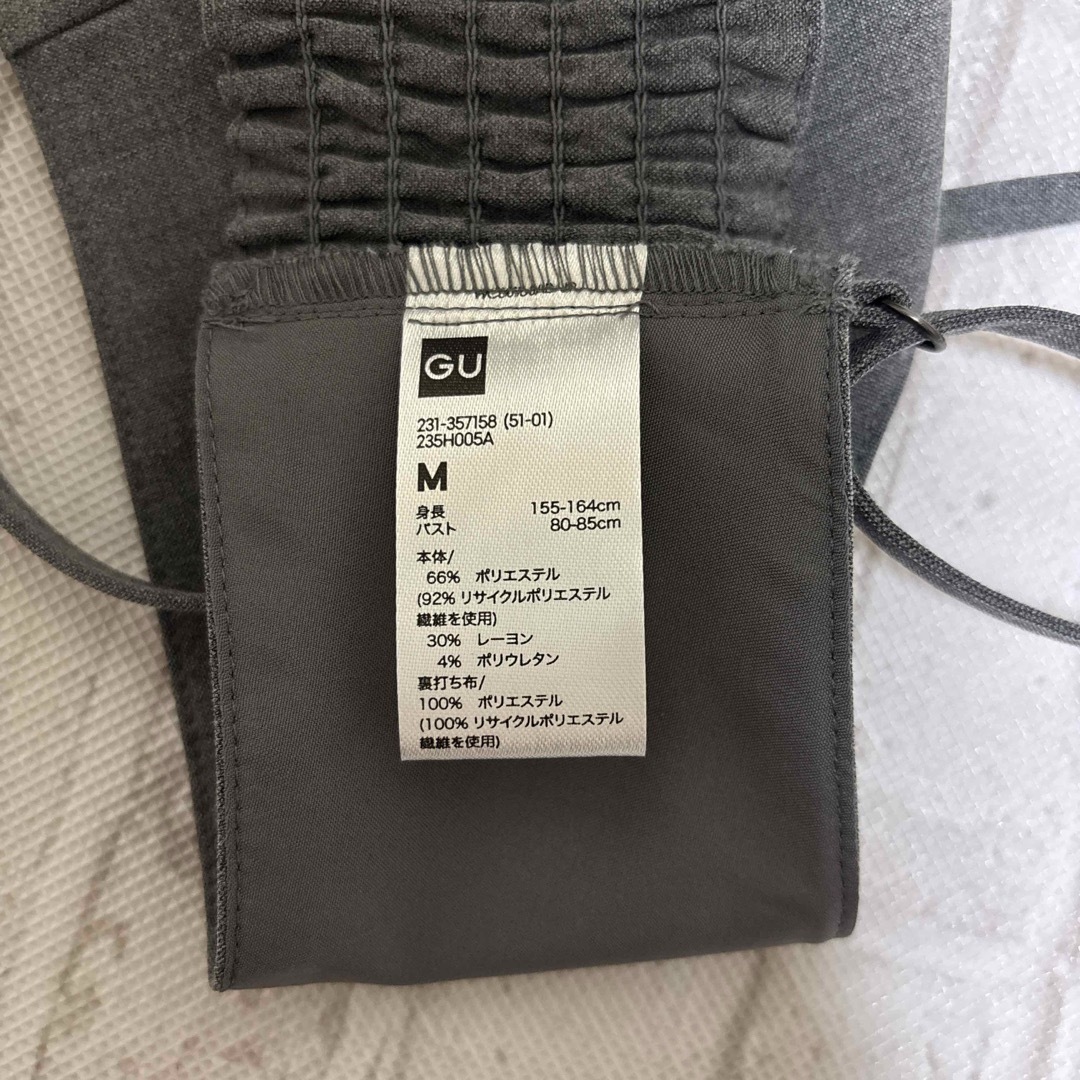 GU
231-357158 (51-01)
235H005A
M
身長 155-164cm
バスト 80-85cm
本体/
66% ポリエステル
(92% リサイクルポリエステル
繊維を使用)
30% レーヨン
4% ポリウレタン
裏打ち布/
100% ポリエステル
(100% リサイクルポリエステル
繊維を使用)